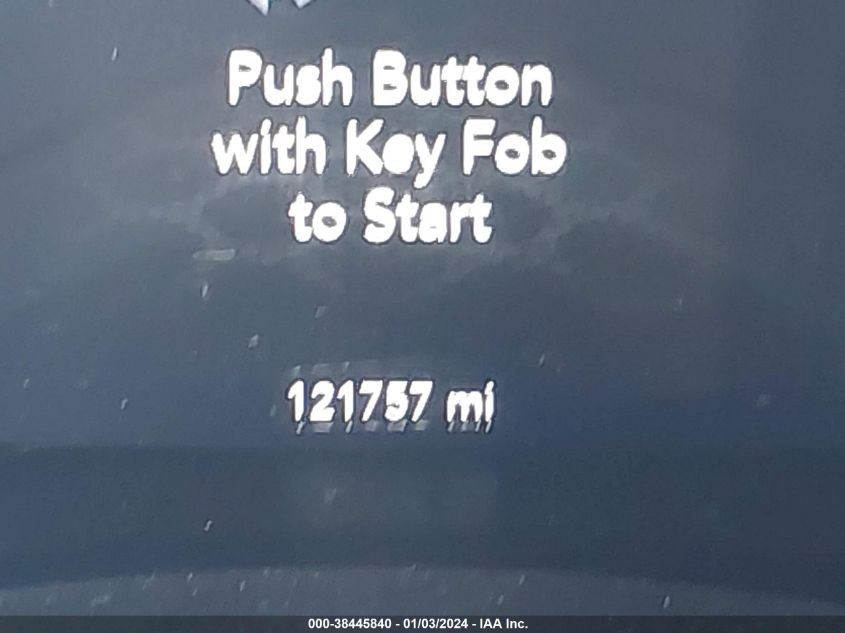 Push Button
with Key Fob
to Start
121757 mi
000-38445840 - 01/03/2024 - IAA Inc.